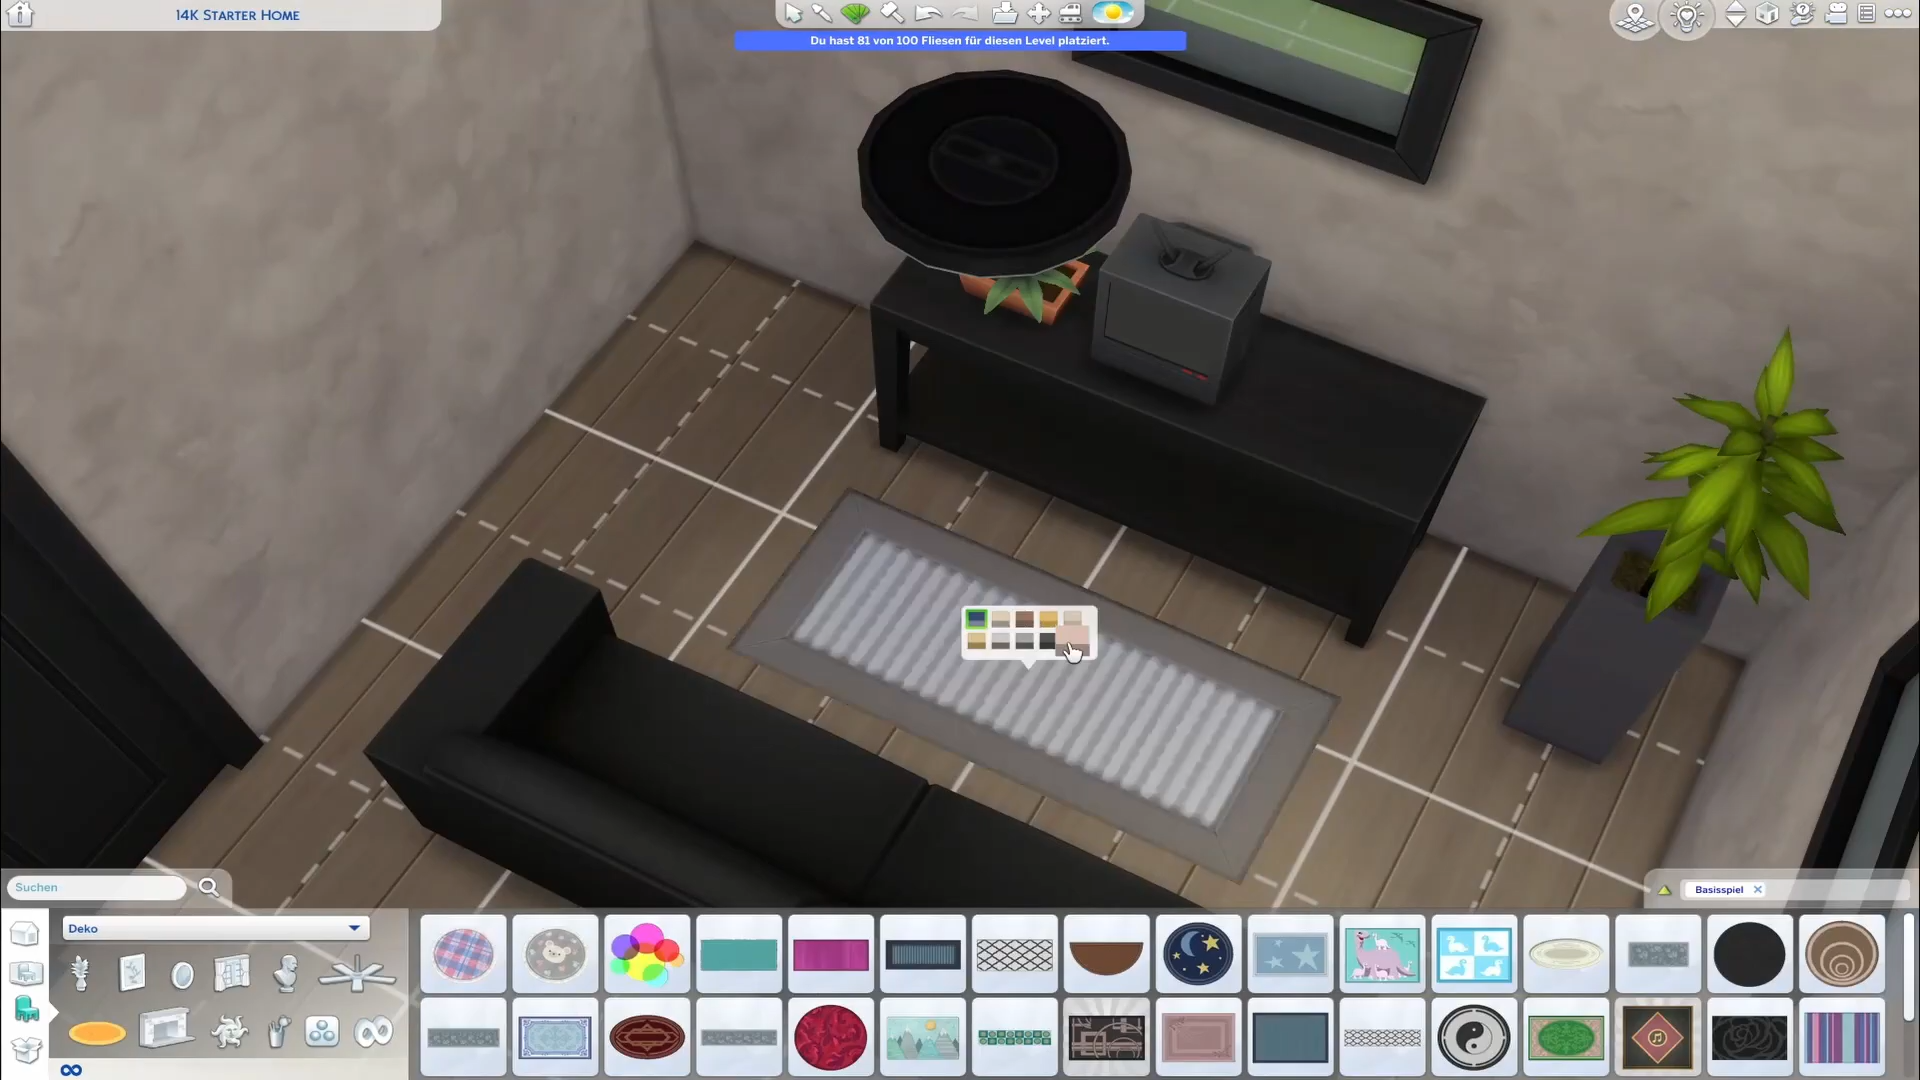 14K STARTER HOME
Du hast 81 von 100 Fliesen für diesen Level platziert.
Suchen
Basisspiel
Deko